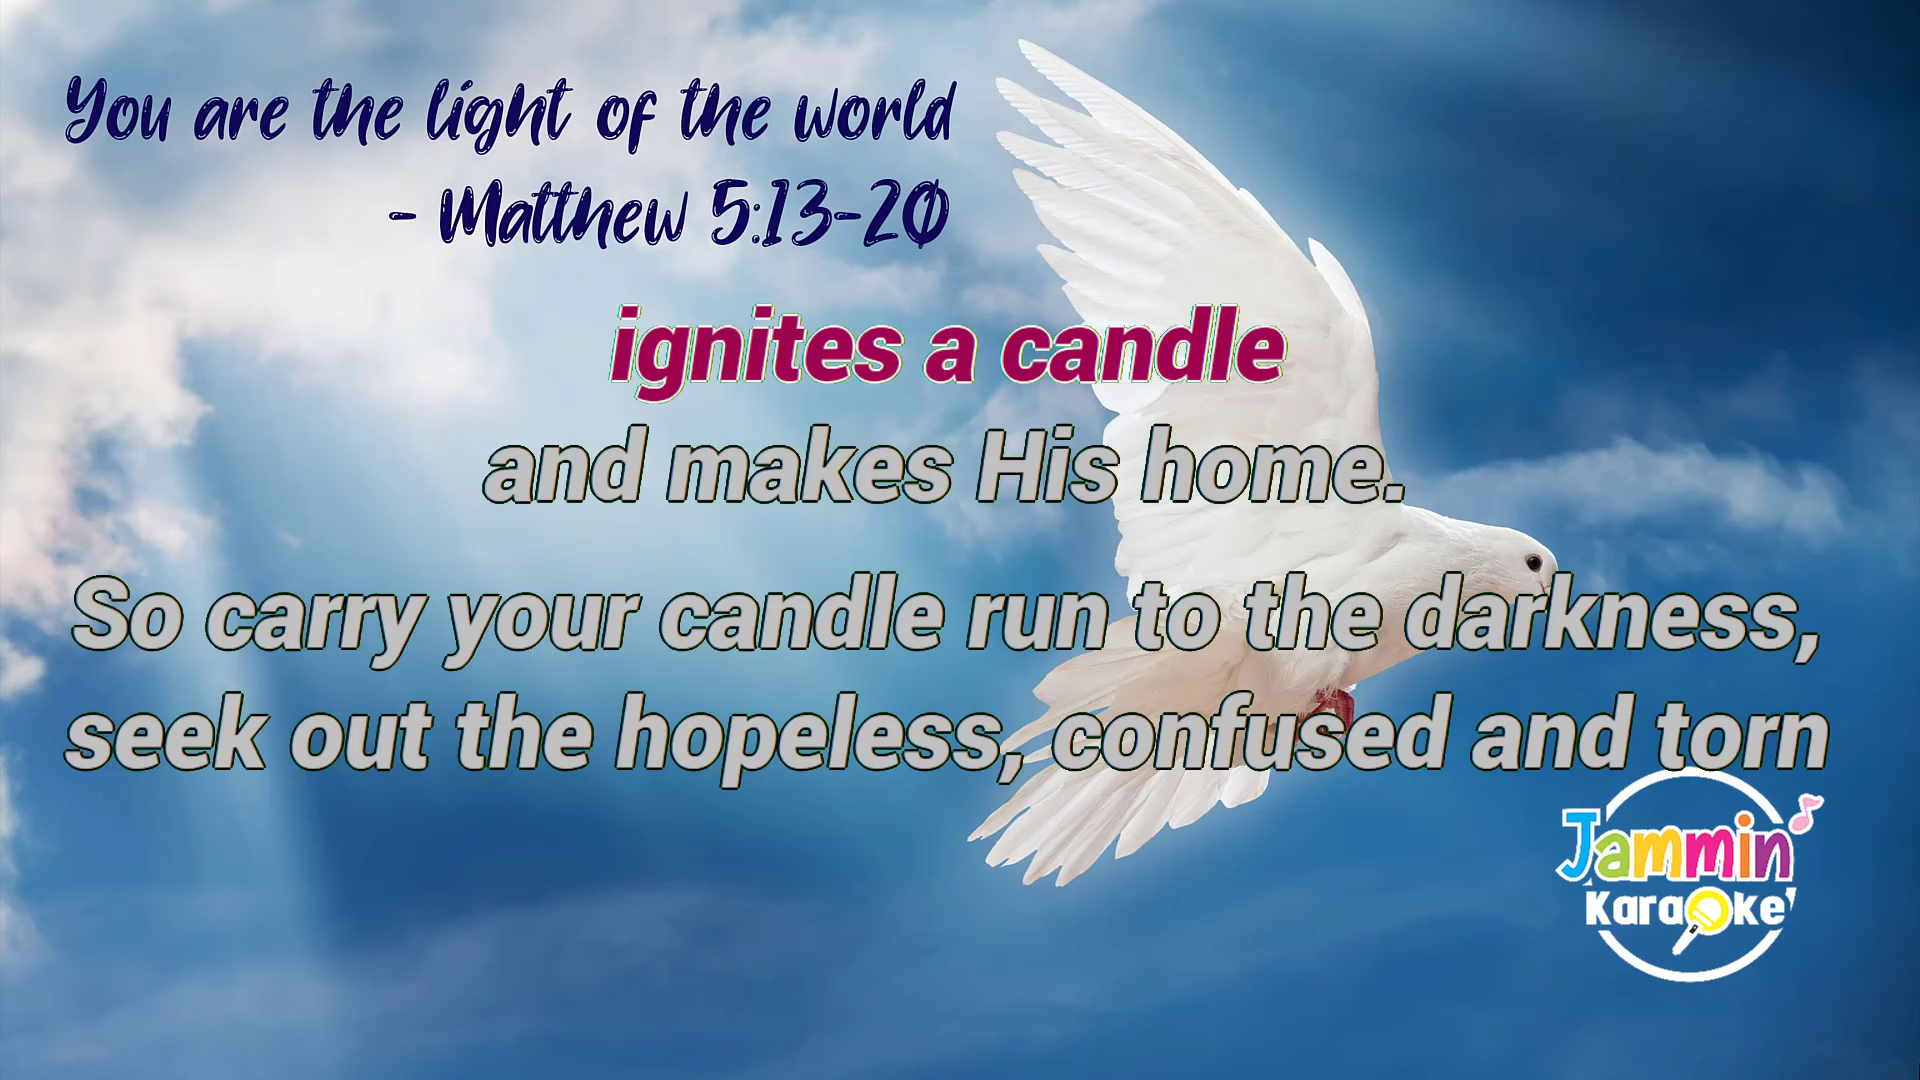 You are the light of the world
- Matthew 5:13-20
ignites a candle
and makes His home.
So carry your candle run to the darkness,
seek out the hopeless, confused and torn
Jammin'
Karaoke